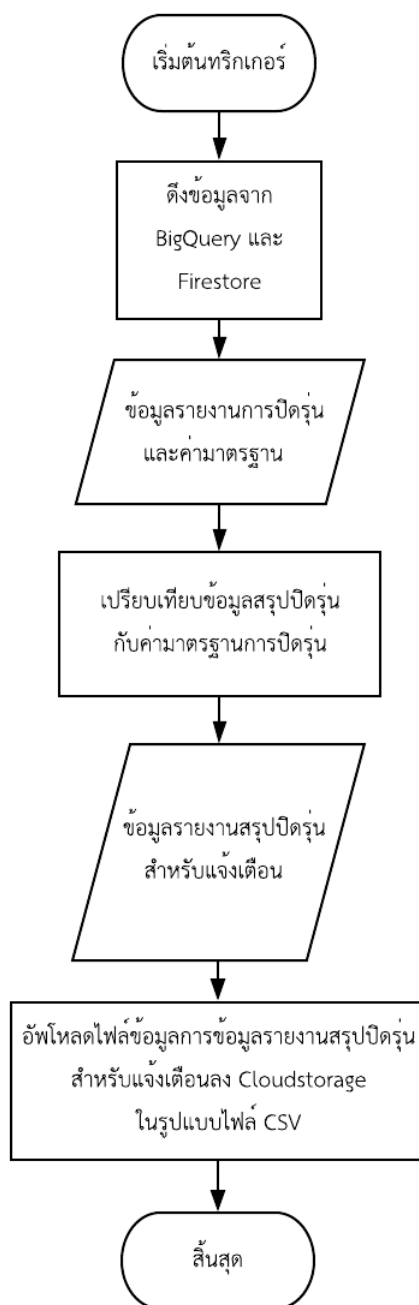 เริ่มต้นทริกเกอร์
ดึงข้อมูลจาก
BigQuery และ
Firestore
ข้อมูลรายงานการปิดรุ่น
และค่ามาตรฐาน
เปรียบเทียบข้อมูลสรุปปิดรุ่น
กับค่ามาตรฐานการปิดรุ่น
ข้อมูลรายงานสรุปปิดรุ่น
สำหรับแจ้งเตือน
อัพโหลดไฟล์ข้อมูลการข้อมูลรายงานสรุปปิดรุ่น
สำหรับแจ้งเตือนลง Cloudstorage
ในรูปแบบไฟล์ CSV
สิ้นสุด